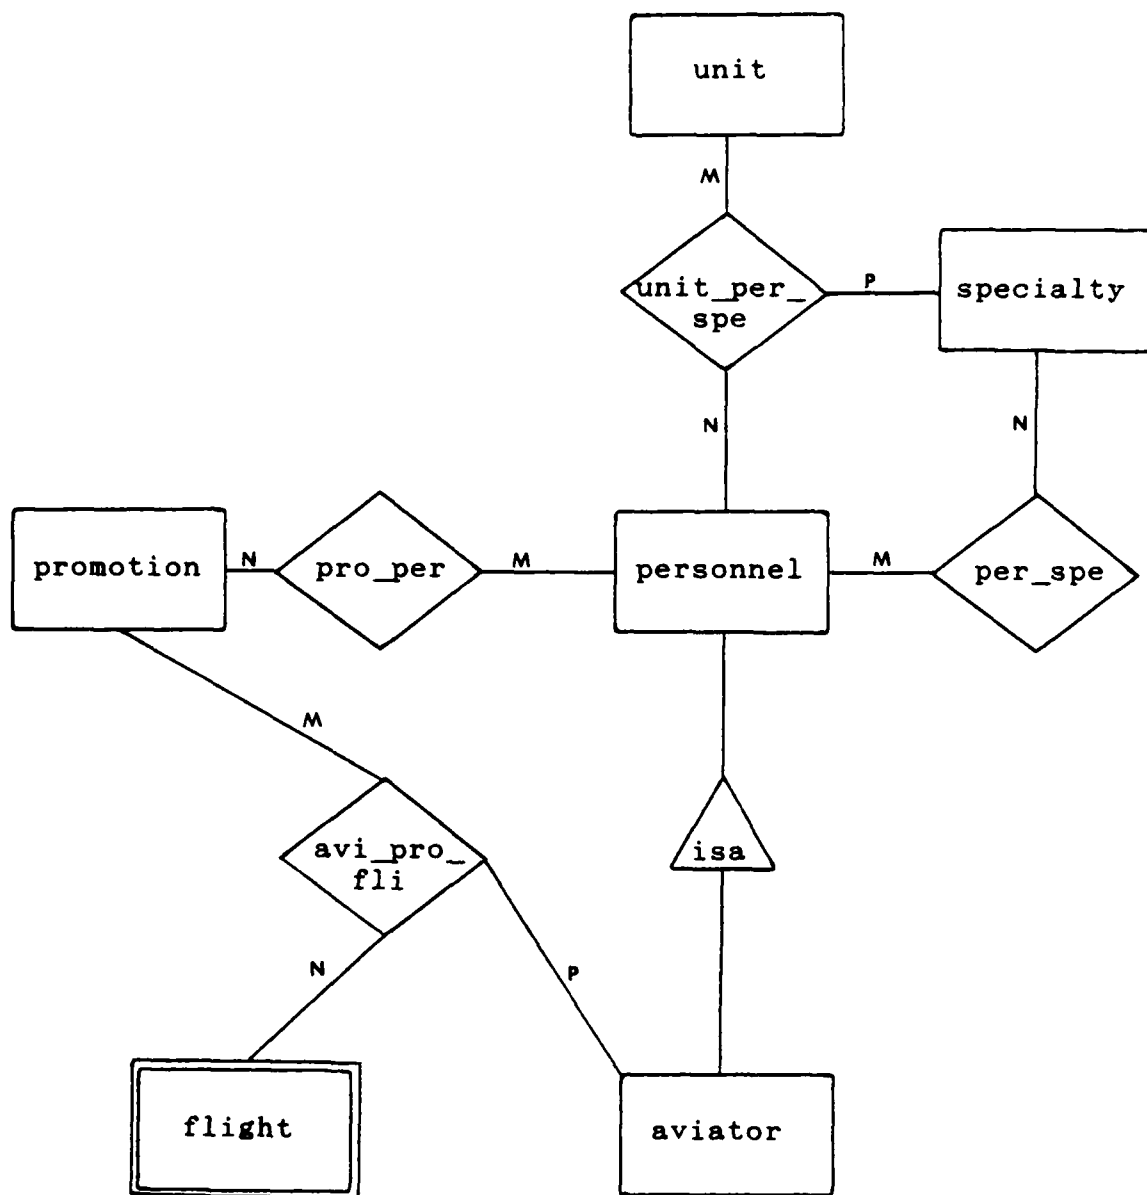 unit
M
unit_per_
spe
P
specialty
N
N
promotion
N
pro_per
M
personnel
M
per_spe
M
avi_pro_
fli
isa
N
P
flight
aviator